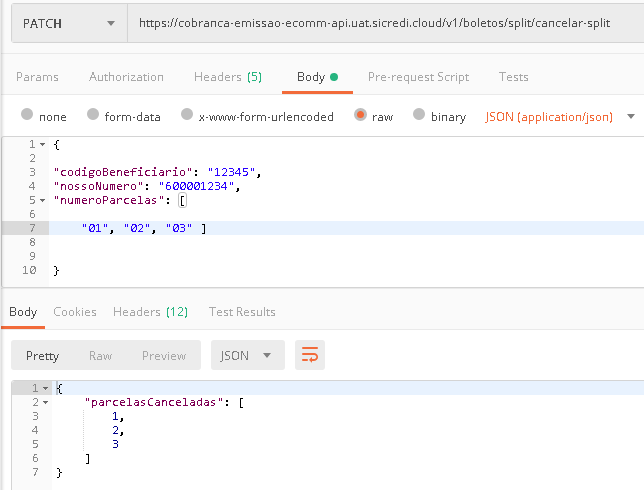 PATCH https://cobranca-emissao-ecomm-api.uat.sicredi.cloud/v1/boletos/split/cancelar-split
Params Authorization Headers (5) Body Pre-request Script Tests
none form-data x-www-form-urlencoded raw binary JSON (application/json)
1 {
2
3 "codigoBeneficiario": "12345",
4 "nossoNumero": "600001234",
5 "numeroParcelas": [
6
7 "01", "02", "03" ]
8
9
10 }
Body Cookies Headers (12) Test Results
Pretty Raw Preview JSON
1 {
2 "parcelasCanceladas": [
3 1,
4 2,
5 3
6 ]
7 }